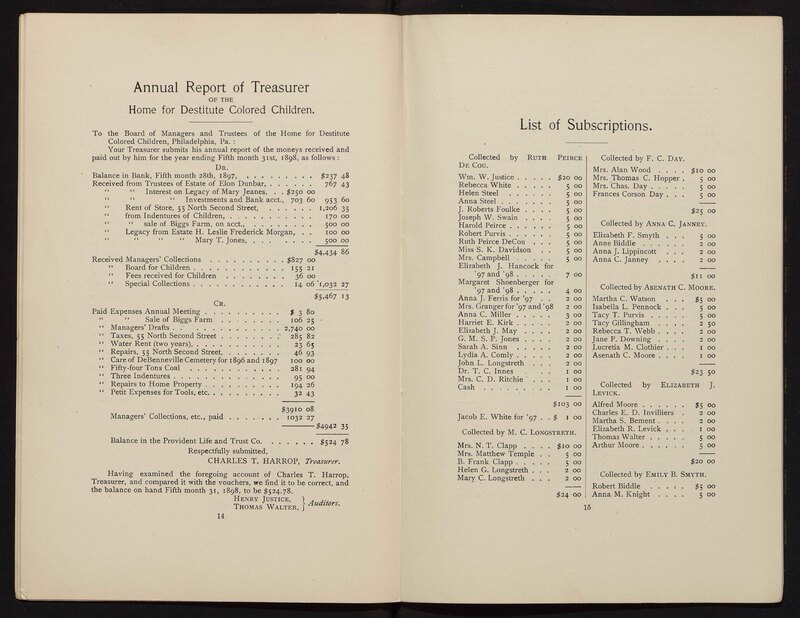 Annual Report of Treasurer
OF THE
Home for Destitute Colored Children.
To the Board of Managers and Trustees of the Home for Destitute
Colored Children, Philadelphia, Pa. :
Your Treasurer submits his annual report of the moneys received and
paid out by him for the year ending Fifth month 31st, 1898, as follows :
DR.
Balance in Bank, Fifth month 28th, 1897, . . . . . . . . . $237 48
Received from Trustees of Estate of Elon Dunbar, . . . . . . 767 43
" " Interest on Legacy of Mary Jeanes, . . $250 00
" " " Investments and Bank acct., 703 60 953 60
" Rent of Store, 55 North Second Street, . . . . . . 1,206 35
" from Indentures of Children, . . . . . . . . . . . 170 00
" " sale of Biggs Farm, on acct., . . . . . . . . . 500 00
" Legacy from Estate H. Leslie Frederick Morgan, . . 100 00
" " " " Mary T. Jones, . . . . . . . . . 500 00
$4,434 86
Received Managers' Collections . . . . . . . . . . $827 00
" Board for Children . . . . . . . . . . . . 155 21
" Fees received for Children . . . . . . . . 36 00
" Special Collections . . . . . . . . . . . . 14 06 1,032 27
$5,467 13
CR.
Paid Expenses Annual Meeting . . . . . . . . . . . $ 3 80
" " Sale of Biggs Farm . . . . . . . . . 106 25
" Managers' Drafts . . . . . . . . . . . . . . 2,740 00
" Taxes, 55 North Second Street . . . . . . . . 285 82
" Water Rent (two years), . . . . . . . . . . . . 23 65
" Repairs, 55 North Second Street, . . . . . . . 46 93
" Care of DeBenneville Cemetery for 1896 and 1897 100 00
" Fifty-four Tons Coal . . . . . . . . . . . . 281 94
" Three Indentures . . . . . . . . . . . . . . 95 00
" Repairs to Home Property . . . . . . . . . . 194 26
" Petit Expenses for Tools, etc. . . . . . . . . . 32 43
$3910 08
Managers' Collections, etc., paid . . . . . . . 1032 27
$4942 35
Balance in the Provident Life and Trust Co. . . . . . . . $524 78
Respectfully submitted,
CHARLES T. HARROP, Treasurer.
Having examined the foregoing account of Charles T. Harrop,
Treasurer, and compared it with the vouchers, we find it to be correct, and
the balance on hand Fifth month 31, 1898, to be $524.78.
HENRY JUSTICE,
THOMAS WALTER, } Auditors.
14
List of Subscriptions.
Collected by RUTH PEIRCE
DE COU.
Wm. W. Justice . . . . . $20 00
Rebecca White . . . . . 5 00
Helen Steel . . . . . 5 00
Anna Steel . . . . . 5 00
J. Roberts Foulke . . . . 5 00
Joseph W. Swain . . . . 5 00
Harold Peirce . . . . . 5 00
Robert Purvis . . . . . 5 00
Ruth Peirce DeCou . . . 5 00
Miss S. K. Davidson . . 5 00
Mrs. Campbell . . . . . 5 00
Elizabeth J. Hancock for
'97 and '98 . . . . . 7 00
Margaret Shoenberger for
'97 and '98 . . . . . 4 00
Anna J. Ferris for '97 . . 2 00
Mrs. Granger for '97 and '98 2 00
Anna C. Miller . . . . 3 00
Harriet E. Kirk . . . . 2 00
Elizabeth J. May . . . . 2 00
G. M. S. P. Jones . . . . 2 00
Sarah A. Sinn . . . . 2 00
Lydia A. Comly . . . . 2 00
John L. Longstreth . . . 2 00
Dr. T. C. Innes . . . . 1 00
Mrs. C. D. Ritchie . . . 1 00
Cash . . . . . . . . . 1 00
$103 00
Jacob E. White for '97 . . $ 1 00
Collected by M. C. LONGSTRETH.
Mrs. N. T. Clapp . . . . $10 00
Mrs. Matthew Temple . . 5 00
B. Frank Clapp . . . . . 5 00
Helen G. Longstreth . . . 2 00
Mary C. Longstreth . . . 2 00
$24 00
Collected by F. C. DAY.
Mrs. Alan Wood . . . . $10 00
Mrs. Thomas C. Hopper . 5 00
Mrs. Chas. Day . . . . . 5 00
Frances Corson Day . . . 5 00
$25 00
Collected by ANNA C. JANNEY.
Elizabeth F. Smyth . . . 5 00
Anne Biddle . . . . . . 2 00
Anna J. Lippincott . . . 2 00
Anna C. Janney . . . . 2 00
$11 00
Collected by ASENATH C. MOORE.
Martha C. Watson . . . $5 00
Isabella L. Pennock . . . 5 00
Tacy T. Purvis . . . . . 5 00
Tacy Gillingham . . . . 2 50
Rebecca T. Webb . . . . 2 00
Jane P. Downing . . . . 2 00
Lucretia M. Clothier . . . 1 00
Asenath C. Moore . . . . 1 00
$23 50
Collected by ELIZABETH J.
LEVICK.
Alfred Moore . . . . . . $5 00
Charles E. D. Invilliers . 2 00
Martha S. Bement . . . . 2 00
Elizabeth R. Levick . . . 1 00
Thomas Walter . . . . . 5 00
Arthur Moore . . . . . . 5 00
$20 00
Collected by EMILY B. SMYTH.
Robert Biddle . . . . . $5 00
Anna M. Knight . . . . 5 00
15